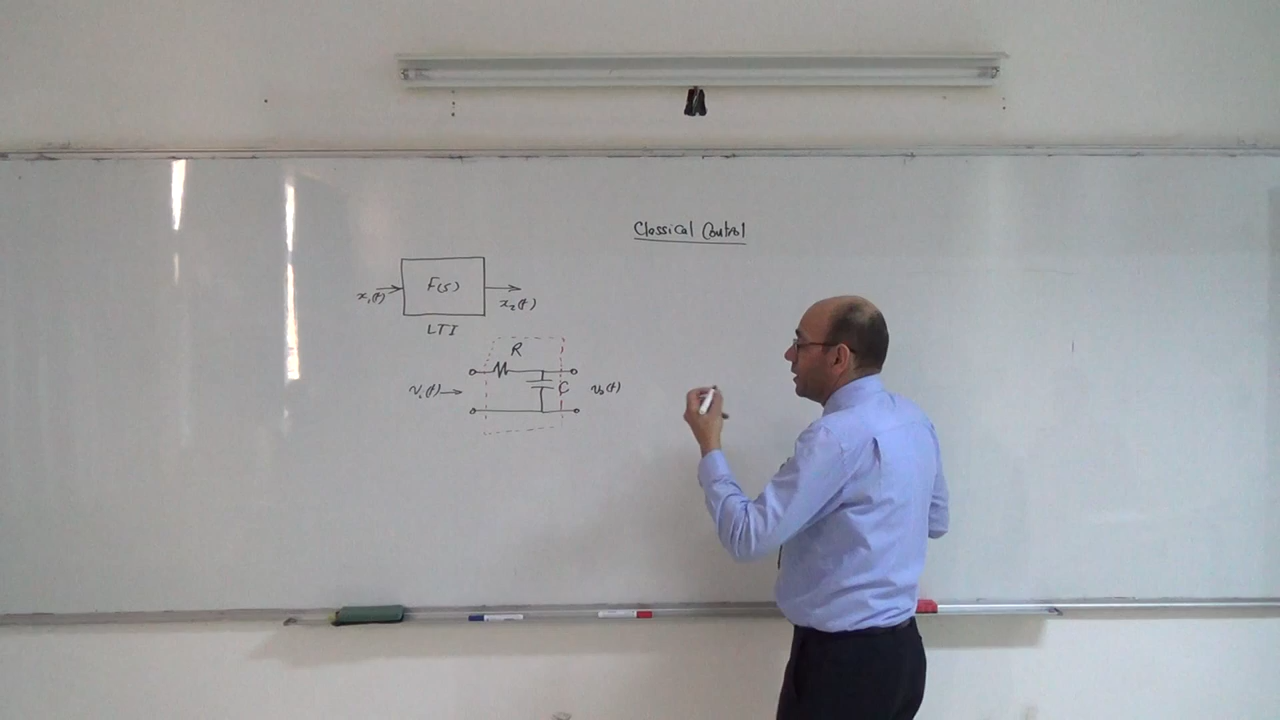 Classical Control
F(s)
x₁(t)
x₂(t)
LTI
R
v₁(t)
C
v₂(t)